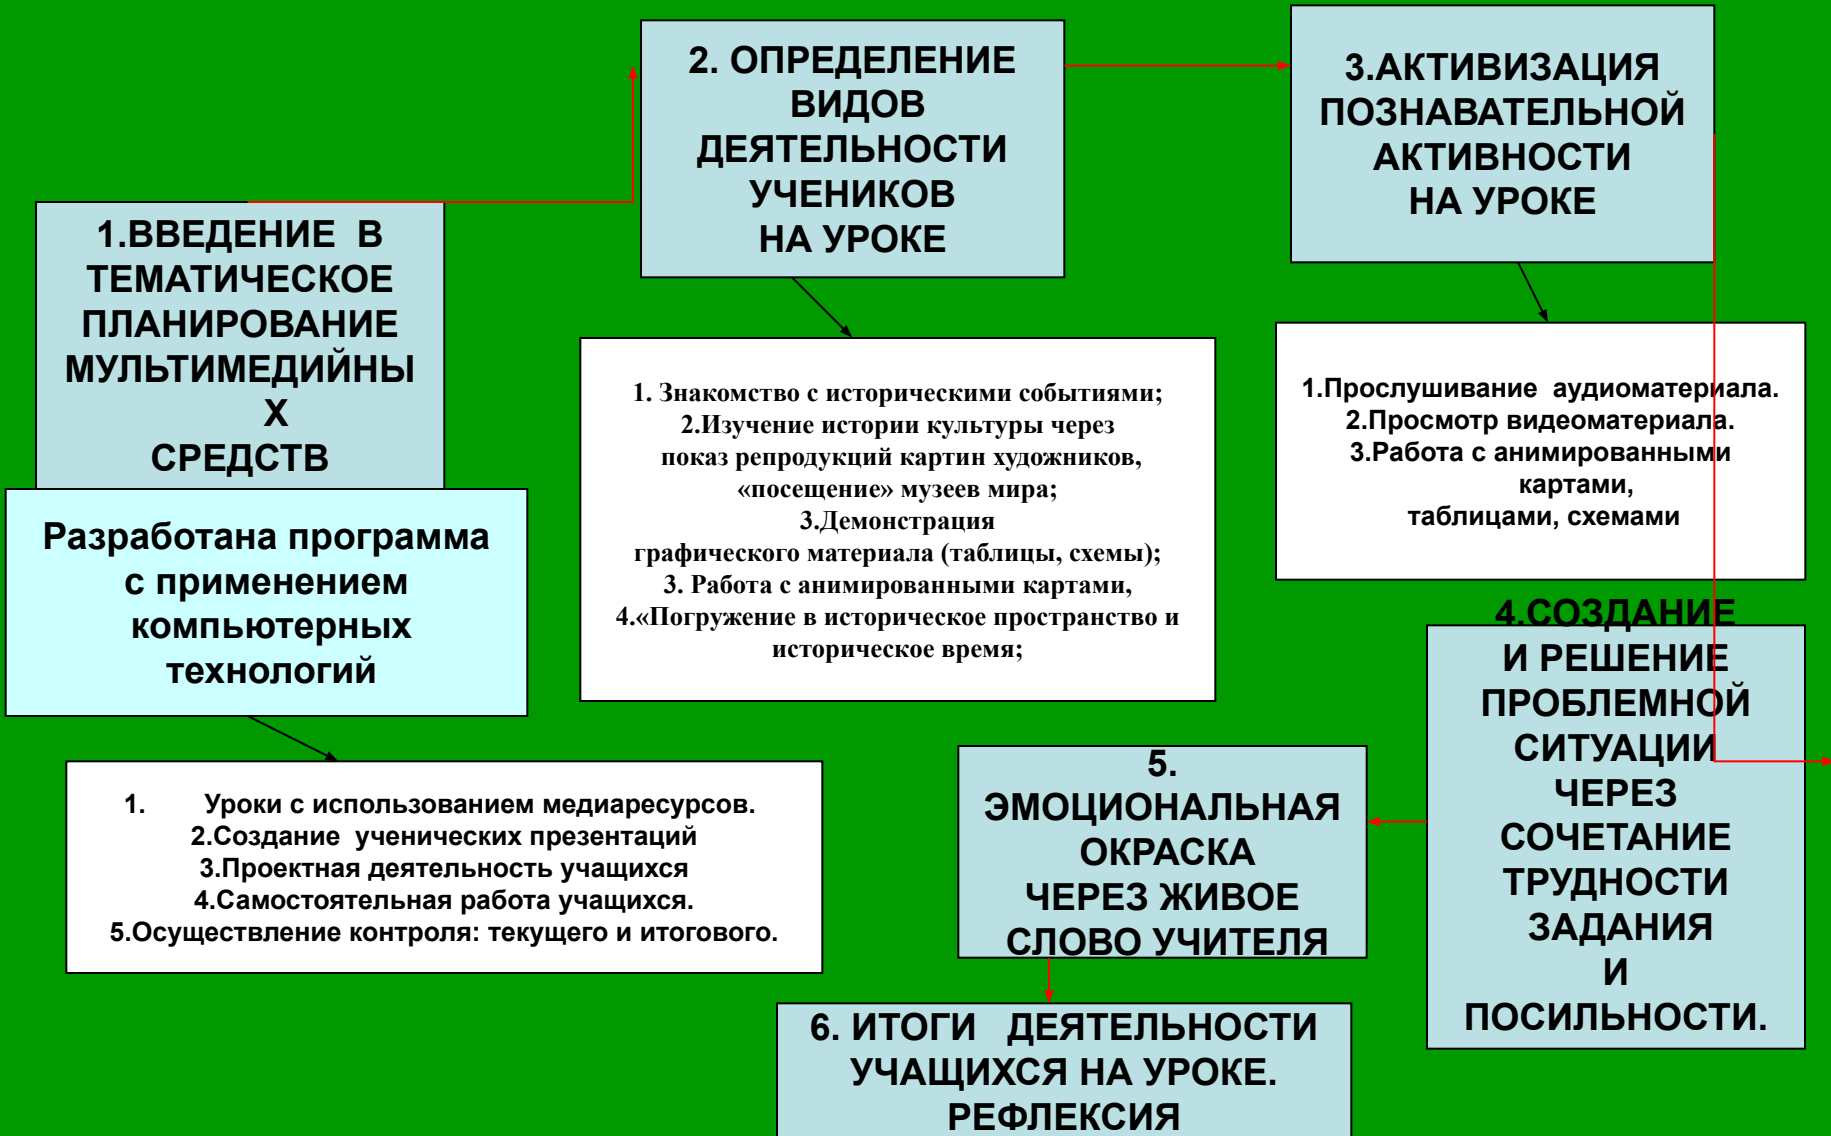 1.ВВЕДЕНИЕ В
ТЕМАТИЧЕСКОЕ
ПЛАНИРОВАНИЕ
МУЛЬТИМЕДИЙНЫ
Х
СРЕДСТВ
Разработана программа
с применением
компьютерных
технологий
1. Уроки с использованием медиаресурсов.
2.Создание ученических презентаций
3.Проектная деятельность учащихся
4.Самостоятельная работа учащихся.
5.Осуществление контроля: текущего и итогового.
2. ОПРЕДЕЛЕНИЕ
ВИДОВ
ДЕЯТЕЛЬНОСТИ
УЧЕНИКОВ
НА УРОКЕ
1. Знакомство с историческими событиями;
2.Изучение истории культуры через
показ репродукций картин художников,
«посещение» музеев мира;
3.Демонстрация
графического материала (таблицы, схемы);
3. Работа с анимированными картами,
4.«Погружение в историческое пространство и
историческое время;
3.АКТИВИЗАЦИЯ
ПОЗНАВАТЕЛЬНОЙ
АКТИВНОСТИ
НА УРОКЕ
1.Прослушивание аудиоматериала.
2.Просмотр видеоматериала.
3.Работа с анимированными
картами,
таблицами, схемами
4.СОЗДАНИЕ
И РЕШЕНИЕ
ПРОБЛЕМНОЙ
СИТУАЦИИ
ЧЕРЕЗ
СОЧЕТАНИЕ
ТРУДНОСТИ
ЗАДАНИЯ
И
ПОСИЛЬНОСТИ.
5.
ЭМОЦИОНАЛЬНАЯ
ОКРАСКА
ЧЕРЕЗ ЖИВОЕ
СЛОВО УЧИТЕЛЯ
6. ИТОГИ ДЕЯТЕЛЬНОСТИ
УЧАЩИХСЯ НА УРОКЕ.
РЕФЛЕКСИЯ